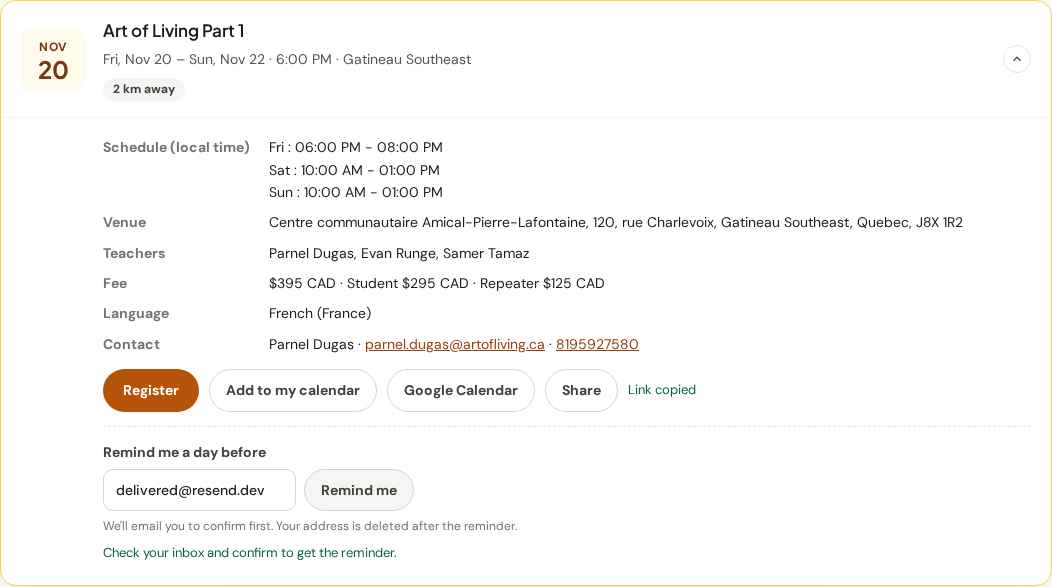 NOV
20
Art of Living Part 1
Fri, Nov 20 – Sun, Nov 22 · 6:00 PM · Gatineau Southeast
2 km away
Schedule (local time)
Fri : 06:00 PM - 08:00 PM
Sat : 10:00 AM - 01:00 PM
Sun : 10:00 AM - 01:00 PM
Venue
Centre communautaire Amical-Pierre-Lafontaine, 120, rue Charlevoix, Gatineau Southeast, Quebec, J8X 1R2
Teachers
Parnel Dugas, Evan Runge, Samer Tamaz
Fee
$395 CAD · Student $295 CAD · Repeater $125 CAD
Language
French (France)
Contact
Parnel Dugas · parnel.dugas@artofliving.ca · 8195927580
Register
Add to my calendar
Google Calendar
Share
Link copied
Remind me a day before
delivered@resend.dev
Remind me
We'll email you to confirm first. Your address is deleted after the reminder.
Check your inbox and confirm to get the reminder.